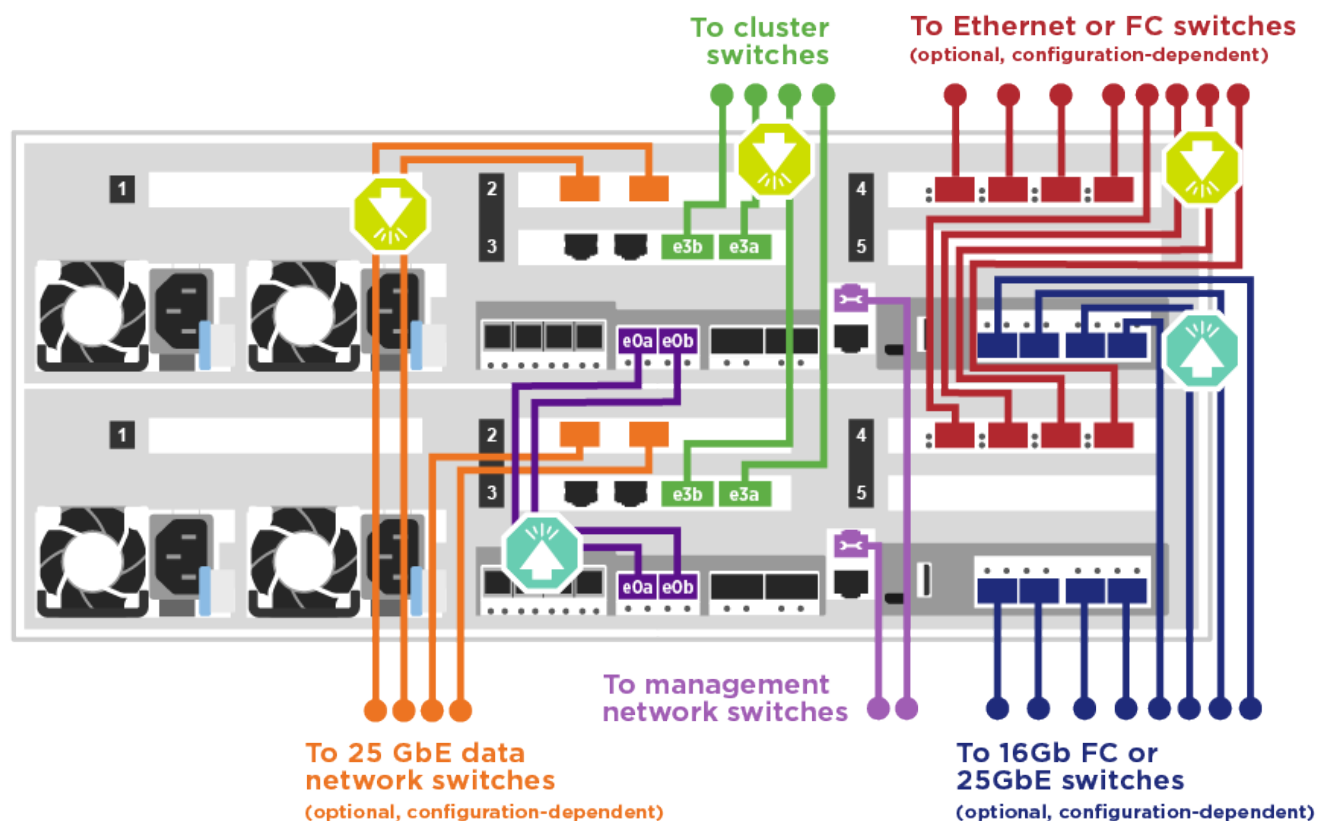 To cluster
switches
To Ethernet or FC switches
(optional, configuration-dependent)
1
2
4
3
e3b
e3a
5
e0a
e0b
1
2
4
3
e3b
e3a
5
e0a
e0b
To management
network switches
To 25 GbE data
network switches
(optional, configuration-dependent)
To 16Gb FC or
25GbE switches
(optional, configuration-dependent)